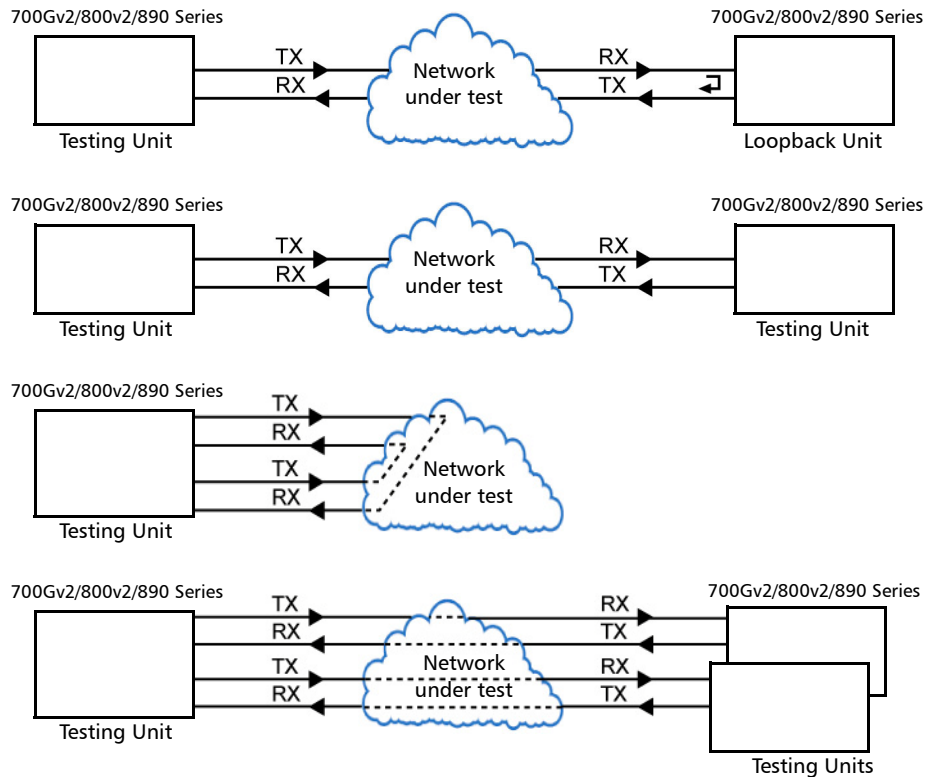 700Gv2/800v2/890 Series
700Gv2/800v2/890 Series
TX
RX
Network
under test
RX
TX
Testing Unit
Loopback Unit
700Gv2/800v2/890 Series
700Gv2/800v2/890 Series
TX
RX
Network
under test
RX
TX
Testing Unit
Testing Unit
700Gv2/800v2/890 Series
TX
RX
TX
RX
Network
under test
Testing Unit
700Gv2/800v2/890 Series
700Gv2/800v2/890 Series
TX
RX
TX
RX
Network
under test
RX
TX
RX
TX
Testing Unit
Testing Units